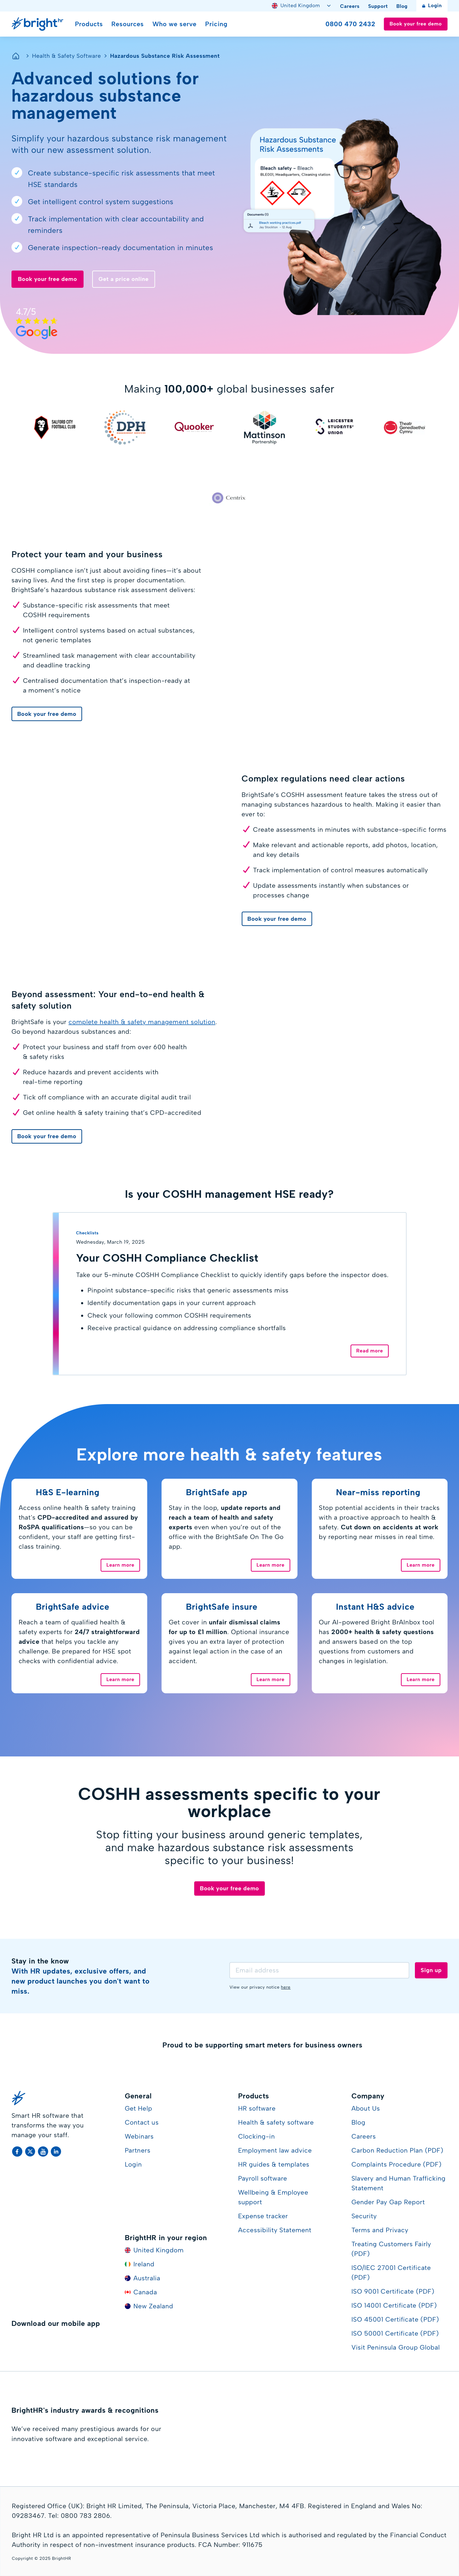 United Kingdom
Careers
Support
Blog
Login
bright HR
Products
Resources
Who we serve
Pricing
0800 470 2432
Book your free demo
Health & Safety Software
Hazardous Substance Risk Assessment
Advanced solutions for
hazardous substance
management
Simplify your hazardous substance risk management
with our new assessment solution.
Create substance-specific risk assessments that meet
HSE standards
Get intelligent control system suggestions
Track implementation with clear accountability and
reminders
Generate inspection-ready documentation in minutes
Book your free demo
Get a price online
4.7/5
Google
Hazardous Substance
Risk Assessments
Bleach safety – Bleach
BL2000, Headquarters, Cleaning station
Documents (1)
Bleach working practices.pdf
Making 100,000+ global businesses safer
SALFORD CITY
FOOTBALL CLUB
DPH
Quooker
Mattinson
Partnership
LEICESTER
STUDENTS'
UNION
Theatr
Genedlaethol
Cymru
Centrix
Protect your team and your business
COSHH compliance isn't just about avoiding fines—it's about
saving lives. And the first step is proper documentation.
BrightSafe's hazardous substance risk assessment delivers:
Substance-specific risk assessments that meet
COSHH requirements
Intelligent control systems based on actual substances,
not generic templates
Streamlined task management with clear accountability
and deadline tracking
Centralised documentation that's inspection-ready at
a moment's notice
Book your free demo
Complex regulations need clear actions
BrightSafe's COSHH assessment feature takes the stress out of
managing substances hazardous to health. Making it easier than
ever to:
Create assessments in minutes with substance-specific forms
Make relevant and actionable reports, add photos, location,
and key details
Track implementation of control measures automatically
Update assessments instantly when substances or
processes change
Book your free demo
Beyond assessment: Your end-to-end health &
safety solution
BrightSafe is your complete health & safety management solution.
Go beyond hazardous substances and:
Protect your business and staff from over 600 health
& safety risks
Reduce hazards and prevent accidents with
real-time reporting
Tick off compliance with an accurate digital audit trail
Get online health & safety training that's CPD-accredited
Book your free demo
Is your COSHH management HSE ready?
Checklists
Wednesday, March 19, 2025
Your COSHH Compliance Checklist
Take our 5-minute COSHH Compliance Checklist to quickly identify gaps before the inspector does.
Pinpoint substance-specific risks that generic assessments miss
Identify documentation gaps in your current approach
Check your following common COSHH requirements
Receive practical guidance on addressing compliance shortfalls
Read more
Explore more health & safety features
H&S E-learning
Access online health & safety training
that's CPD-accredited and assured by
RoSPA qualifications—so you can be
confident, your staff are getting first-
class training.
Learn more
BrightSafe app
Stay in the loop, update reports and
reach a team of health and safety
experts even when you're out of the
office with the BrightSafe On The Go
app.
Learn more
Near-miss reporting
Stop potential accidents in their tracks
with a proactive approach to health &
safety. Cut down on accidents at work
by reporting near misses in real time.
Learn more
BrightSafe advice
Reach a team of qualified health &
safety experts for 24/7 straightforward
advice that helps you tackle any
challenge. Be prepared for HSE spot
checks with confidential advice.
Learn more
BrightSafe insure
Get cover in unfair dismissal claims
for up to £1 million. Optional insurance
gives you an extra layer of protection
against legal action in the case of an
accident.
Learn more
Instant H&S advice
Our AI-powered Bright BrAInbox tool
has 2000+ health & safety questions
and answers based on the top
questions from customers and
changes in legislation.
Learn more
COSHH assessments specific to your
workplace
Stop fitting your business around generic templates,
and make hazardous substance risk assessments
specific to your business!
Book your free demo
Stay in the know
With HR updates, exclusive offers, and
new product launches you don't want to
miss.
Email address
Sign up
View our privacy notice here
Proud to be supporting smart meters for business owners
Smart HR software that
transforms the way you
manage your staff.
General
Get Help
Contact us
Webinars
Partners
Login
BrightHR in your region
United Kingdom
Ireland
Australia
Canada
New Zealand
Products
HR software
Health & safety software
Clocking-in
Employment law advice
HR guides & templates
Payroll software
Wellbeing & Employee
support
Expense tracker
Accessibility Statement
Company
About Us
Blog
Careers
Carbon Reduction Plan (PDF)
Complaints Procedure (PDF)
Slavery and Human Trafficking
Statement
Gender Pay Gap Report
Security
Terms and Privacy
Treating Customers Fairly
(PDF)
ISO/IEC 27001 Certificate
(PDF)
ISO 9001 Certificate (PDF)
ISO 14001 Certificate (PDF)
ISO 45001 Certificate (PDF)
ISO 50001 Certificate (PDF)
Visit Peninsula Group Global
Download our mobile app
BrightHR's industry awards & recognitions
We've received many prestigious awards for our
innovative software and exceptional service.
Registered Office (UK): Bright HR Limited, The Peninsula, Victoria Place, Manchester, M4 4FB. Registered in England and Wales No:
09283467. Tel: 0800 783 2806.
Bright HR Ltd is an appointed representative of Peninsula Business Services Ltd which is authorised and regulated by the Financial Conduct
Authority in respect of non-investment insurance products. FCA Number: 911675
Copyright © 2025 BrightHR